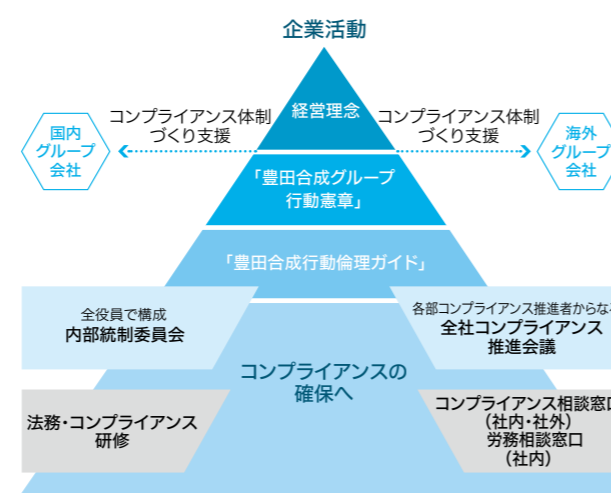 企業活動
経営理念
コンプライアンス体制
づくり支援
コンプライアンス体制
づくり支援
国内
グループ
会社
海外
グループ
会社
「豊田合成グループ
行動憲章」
「豊田合成行動倫理ガイド」
全役員で構成
内部統制委員会
各部コンプライアンス推進者からなる
全社コンプライアンス
推進会議
コンプライアンスの
確保へ
法務・コンプライアンス
研修
コンプライアンス相談窓口
（社内・社外）
労務相談窓口
（社内）